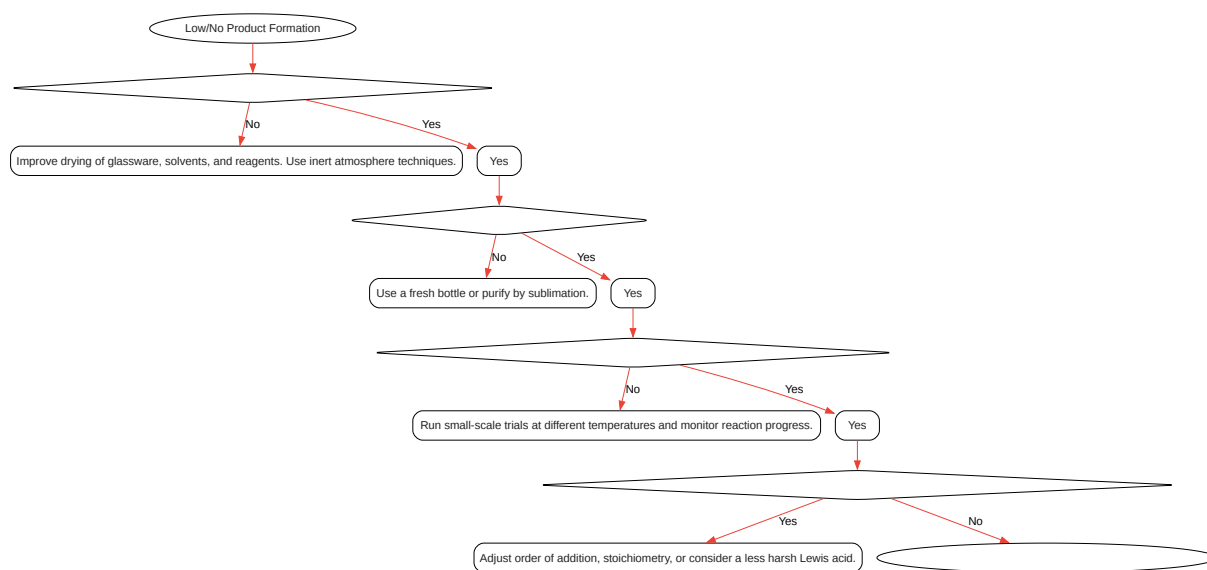 Low/No Product Formation
No
Yes
Improve drying of glassware, solvents, and reagents. Use inert atmosphere techniques.
Yes
No
Yes
Use a fresh bottle or purify by sublimation.
Yes
No
Yes
Run small-scale trials at different temperatures and monitor reaction progress.
Yes
Yes
No
Adjust order of addition, stoichiometry, or consider a less harsh Lewis acid.